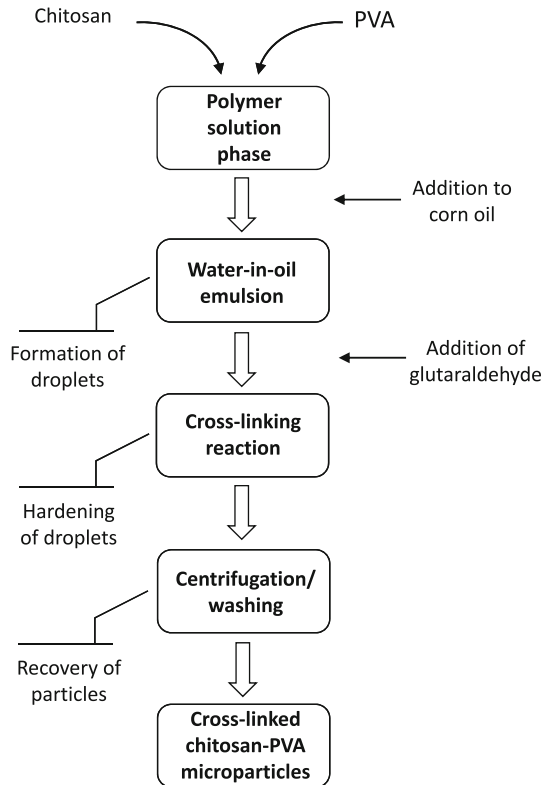 Chitosan
PVA
Polymer
solution
phase
Addition to
corn oil
Water-in-oil
emulsion
Formation of
droplets
Addition of
glutaraldehyde
Cross-linking
reaction
Hardening
of droplets
Centrifugation/
washing
Recovery of
particles
Cross-linked
chitosan-PVA
microparticles